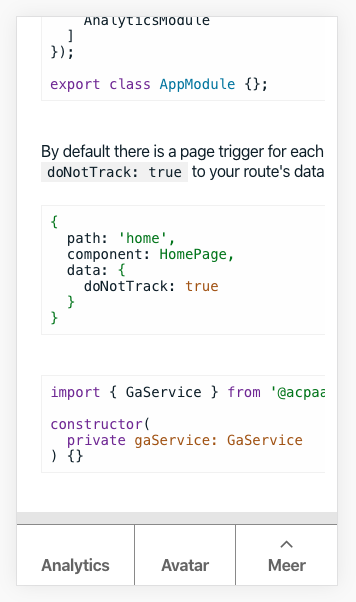 AnalyticsModule
]
});
export class AppModule {};
By default there is a page trigger for each
doNotTrack: true to your route's data
{
path: 'home',
component: HomePage,
data: {
doNotTrack: true
}
}
import { GaService } from '@acpaa
constructor(
private gaService: GaService
) {}
Analytics
Avatar
Meer